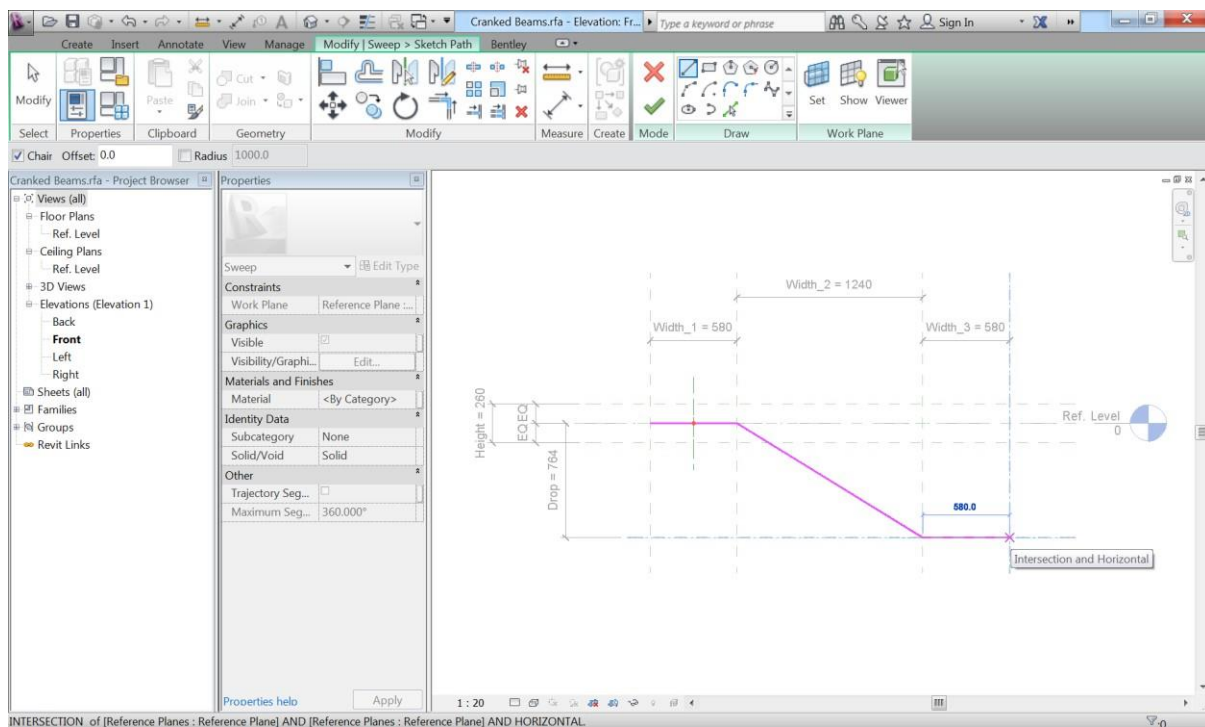 Cranked Beams.rfa - Elevation: Fr...
Type a keyword or phrase
Sign In
Create Insert Annotate View Manage Modify | Sweep > Sketch Path Bentley
Modify
Paste
Cut
Join
Set Show Viewer
Select Properties Clipboard Geometry Modify Measure Create Mode Draw Work Plane
Chair Offset: 0.0 Radius 1000.0
Cranked Beams.rfa - Project Browser
Views (all)
Floor Plans
Ref. Level
Ceiling Plans
Ref. Level
3D Views
Elevations (Elevation 1)
Back
Front
Left
Right
Sheets (all)
Families
Groups
Revit Links
Properties
Sweep Edit Type
Constraints
Work Plane Reference Plane :...
Graphics
Visible
Visibility/Graphi... Edit...
Materials and Finishes
Material <By Category>
Identity Data
Subcategory None
Solid/Void Solid
Other
Trajectory Seg...
Maximum Seg... 360.000°
Properties help Apply
Width_2 = 1240
Width_1 = 580
Width_3 = 580
Height = 260
EQ EQ
Drop = 764
Ref. Level
0
580.0
Intersection and Horizontal
1 : 20
INTERSECTION of [Reference Planes : Reference Plane] AND [Reference Planes : Reference Plane] AND HORIZONTAL.
:0